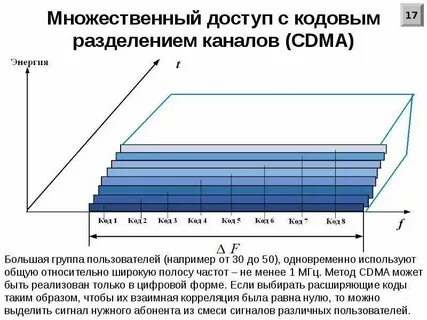 Множественный доступ с кодовым
разделением каналов (CDMA)
17
Энергия
t
Код 1 Код 2 Код 3 Код 4 Код 5 Код 6 Код 7 Код 8
f
Δ F
Большая группа пользователей (например от 30 до 50), одновременно используют
общую относительно широкую полосу частот – не менее 1 МГц. Метод CDMA может
быть реализован только в цифровой форме. Если выбирать расширяющие коды
таким образом, чтобы их взаимная корреляция была равна нулю, то можно
выделить сигнал нужного абонента из смеси сигналов различных пользователей.